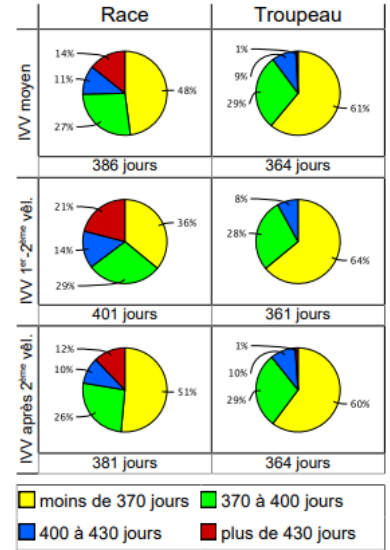 Race Troupeau
IVV moyen
14% 11% 27% 48%
1% 9% 29% 61%
386 jours 364 jours
IVV 1er-2ème vêl.
21% 14% 29% 36%
8% 28% 64%
401 jours 361 jours
IVV après 2ème vêl.
12% 10% 26% 51%
1% 10% 29% 60%
381 jours 364 jours
moins de 370 jours 370 à 400 jours
400 à 430 jours plus de 430 jours